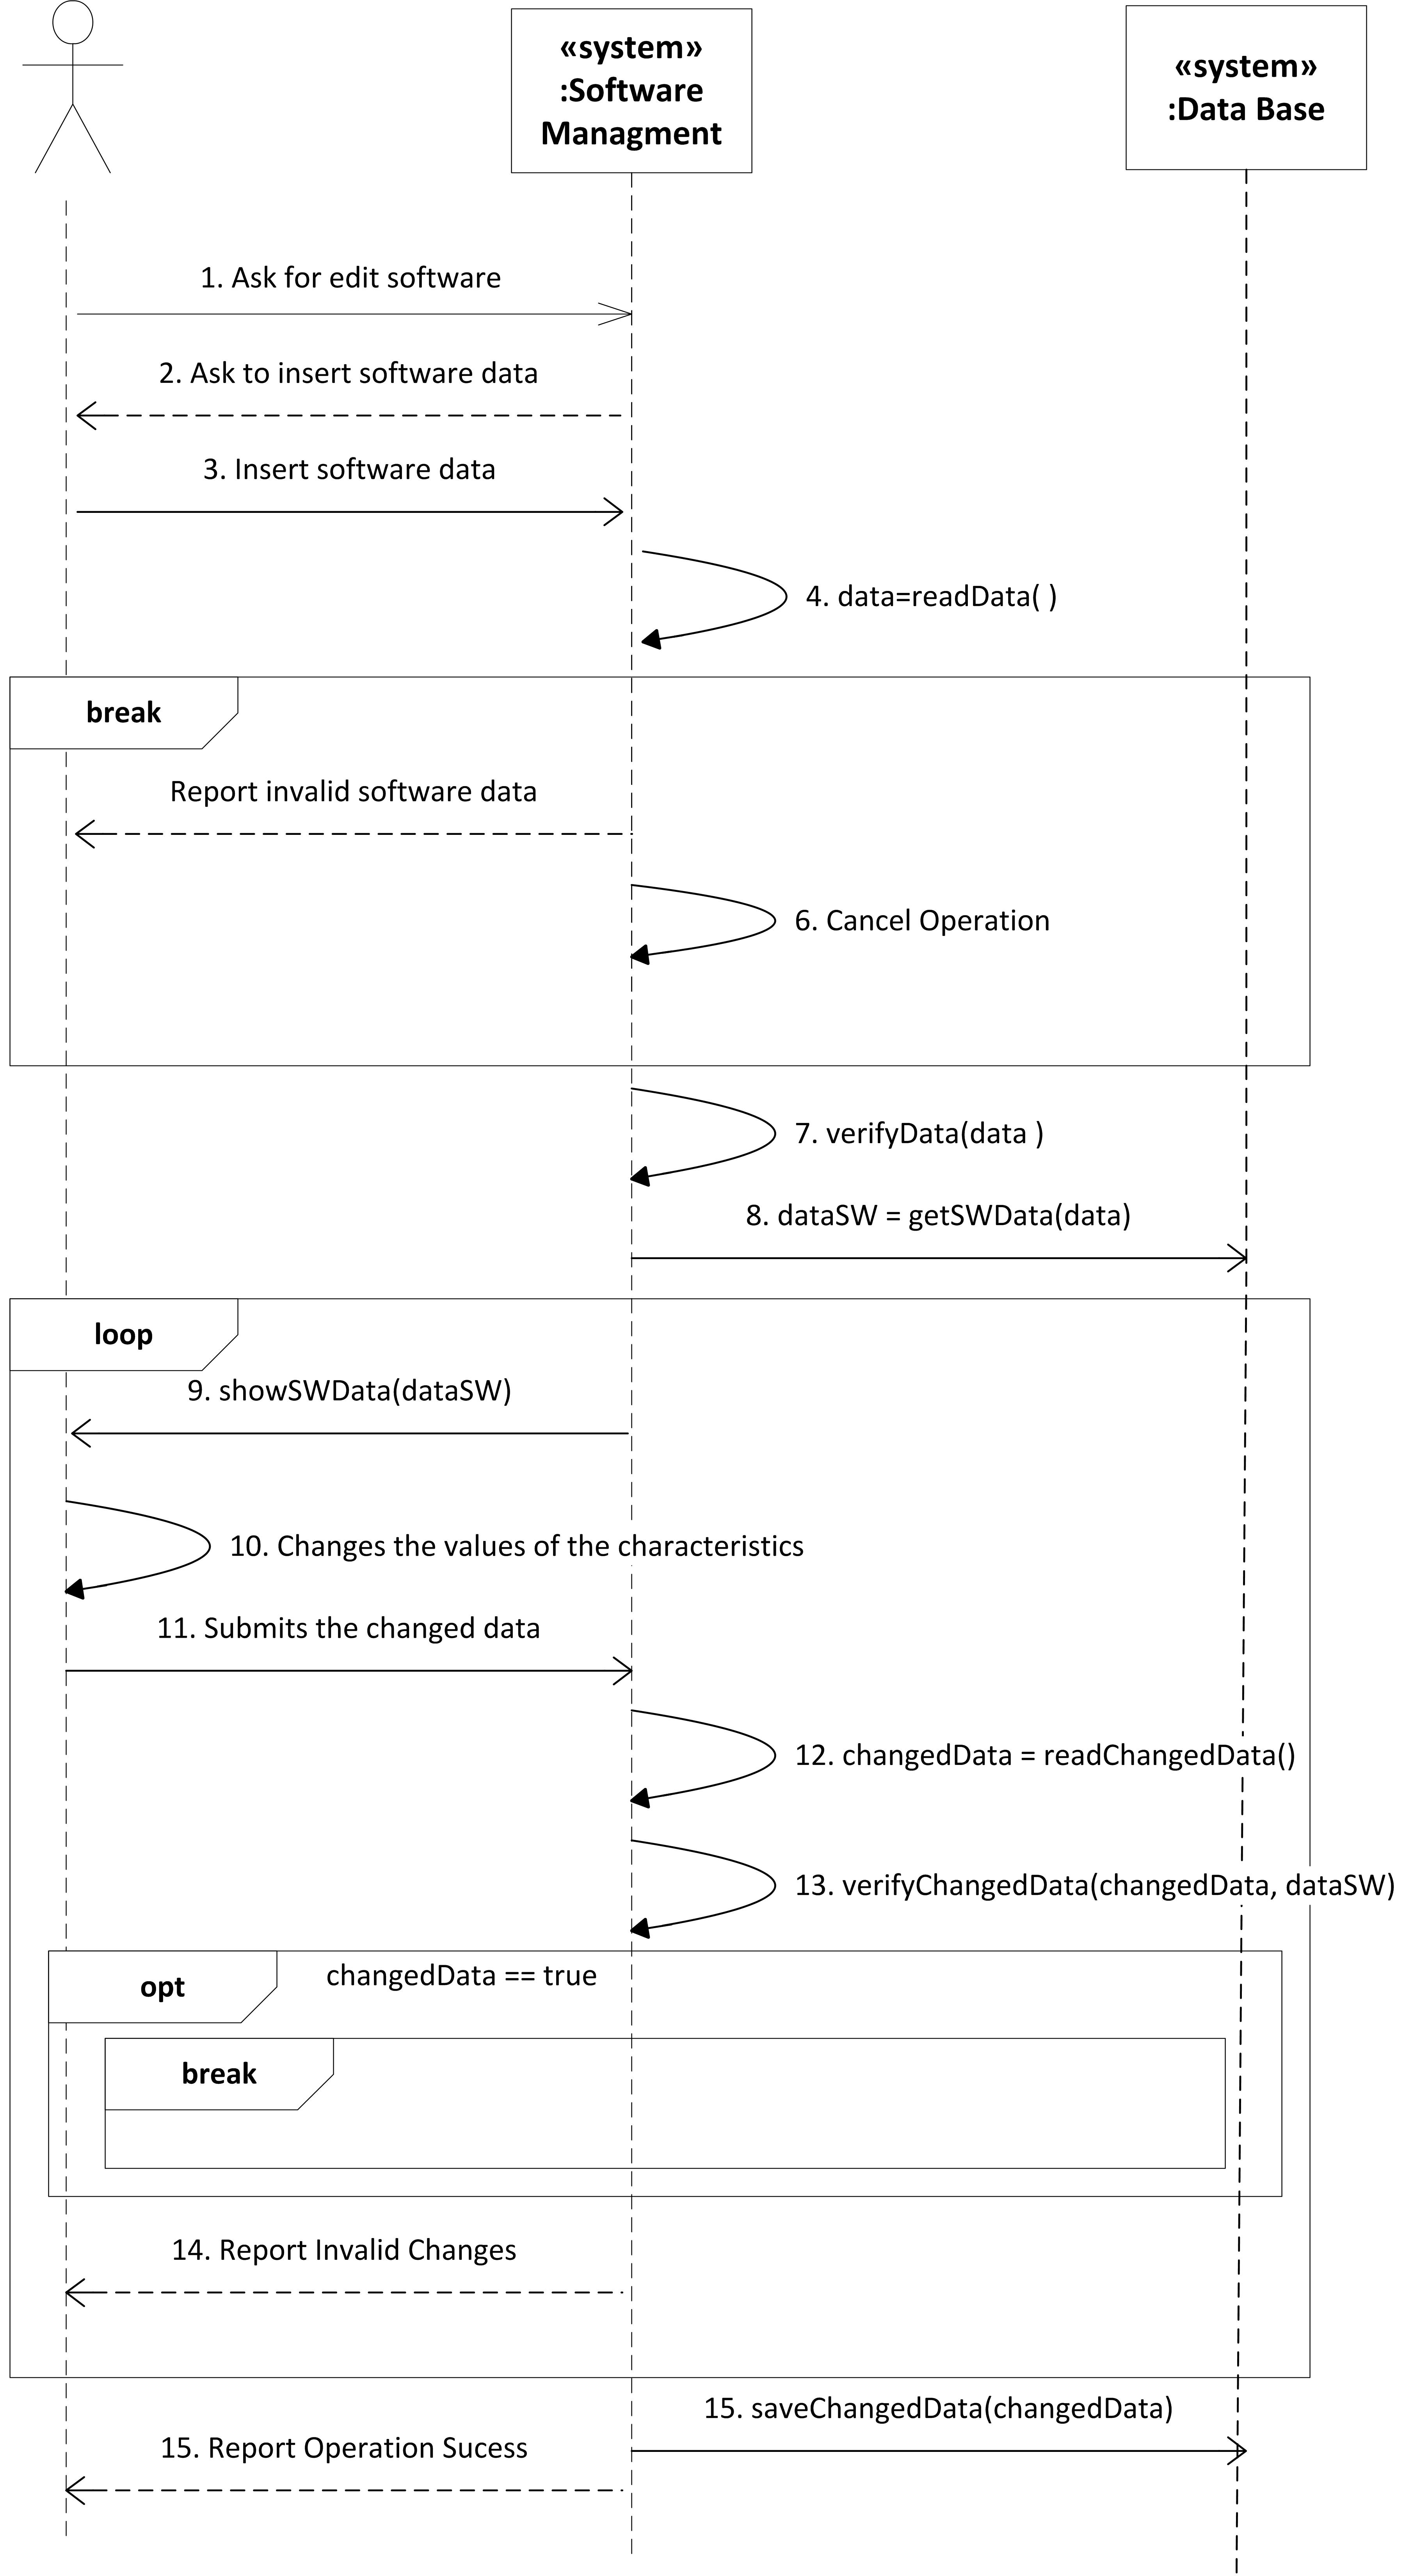 «system»
:Software
Managment
«system»
:Data Base
1. Ask for edit software
2. Ask to insert software data
3. Insert software data
4. data=readData( )
break
Report invalid software data
6. Cancel Operation
7. verifyData(data )
8. dataSW = getSWData(data)
loop
9. showSWData(dataSW)
10. Changes the values of the characteristics
11. Submits the changed data
12. changedData = readChangedData()
13. verifyChangedData(changedData, dataSW)
opt
changedData == true
break
14. Report Invalid Changes
15. saveChangedData(changedData)
15. Report Operation Sucess